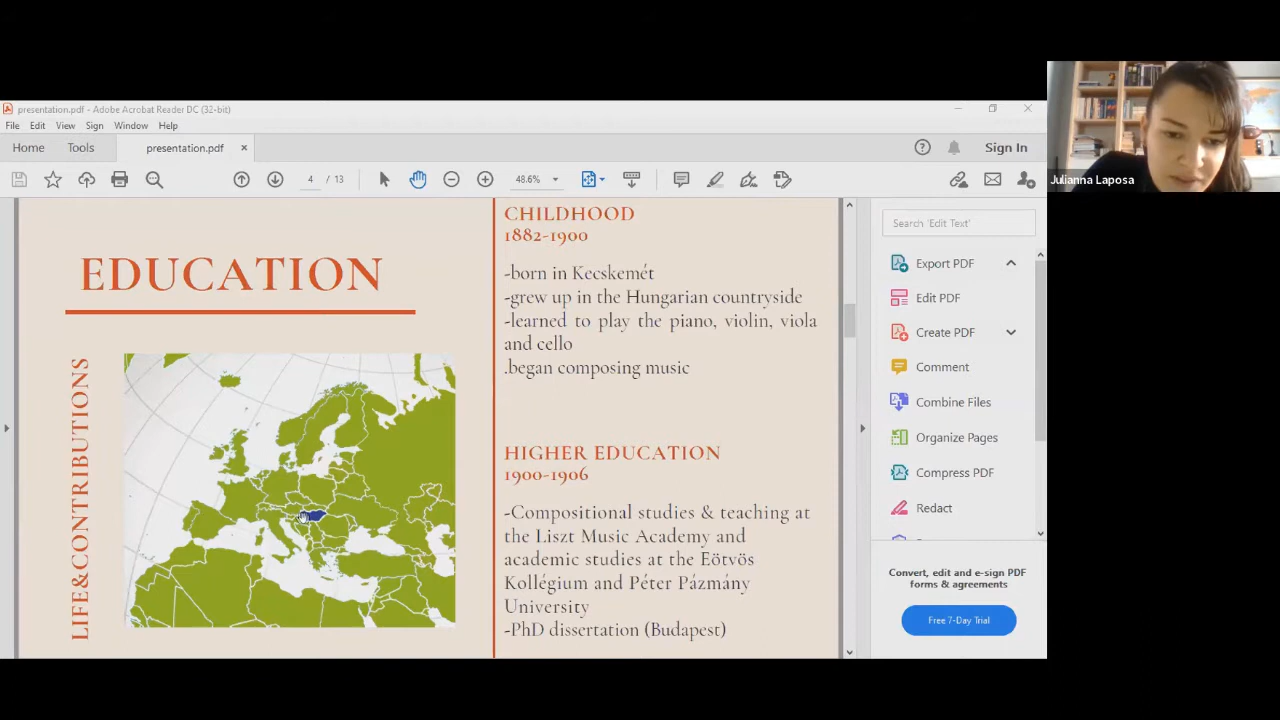 presentation.pdf - Adobe Acrobat Reader DC (32-bit)
File Edit View Sign Window Help
Home Tools presentation.pdf × Sign In
4 / 13 48.6%
EDUCATION
LIFE&CONTRIBUTIONS
CHILDHOOD
1882-1900
-born in Kecskemét
-grew up in the Hungarian countryside
-learned to play the piano, violin, viola
and cello
.began composing music
HIGHER EDUCATION
1900-1906
-Compositional studies & teaching at
the Liszt Music Academy and
academic studies at the Eötvös
Kollégium and Péter Pázmány
University
-PhD dissertation (Budapest)
Search 'Edit Text'
Export PDF
Edit PDF
Create PDF
Comment
Combine Files
Organize Pages
Compress PDF
Redact
Convert, edit and e-sign PDF
forms & agreements
Free 7-Day Trial
Julianna Laposa